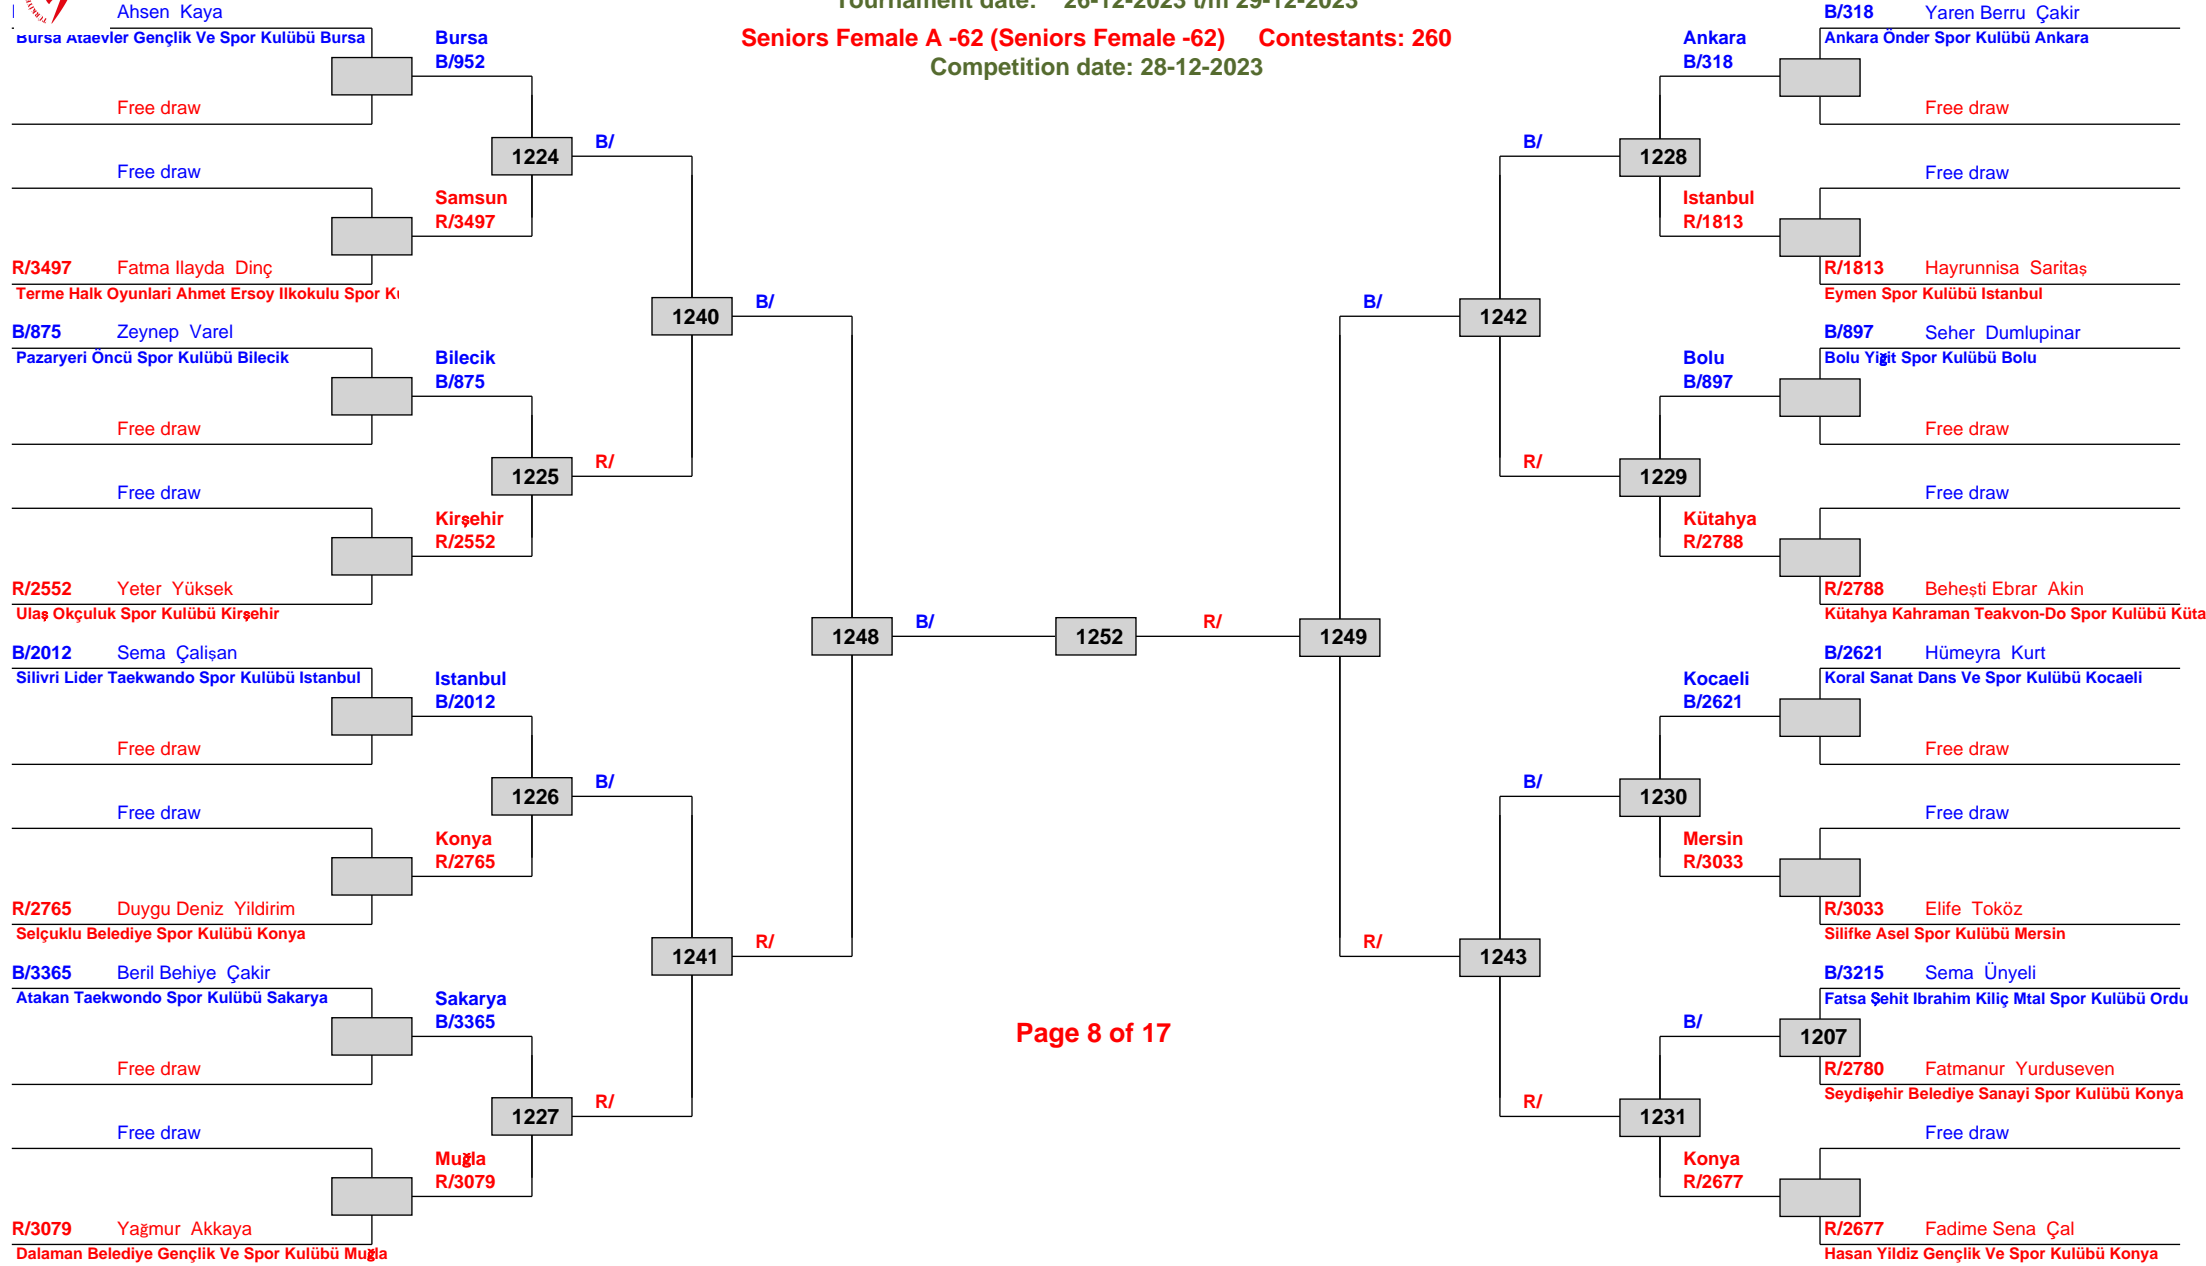 Tournament date: 26-12-2023 t/m 29-12-2023
Seniors Female A -62 (Seniors Female -62) Contestants: 260
Competition date: 28-12-2023
Ahsen Kaya
Bursa Ataevler Gençlik Ve Spor Kulübü Bursa
Bursa
B/952
Free draw
1224
B/
Free draw
Samsun
R/3497
R/3497 Fatma Ilayda Dinç
Terme Halk Oyunlari Ahmet Ersoy Ilkokulu Spor
1240
B/
B/875 Zeynep Varel
Pazaryeri Öncü Spor Kulübü Bilecik
Bilecik
B/875
Free draw
1225
R/
Free draw
Kirşehir
R/2552
R/2552 Yeter Yüksek
Ulaş Okçuluk Spor Kulübü Kirşehir
1248
B/
B/2012 Sema Çalişan
Silivri Lider Taekwando Spor Kulübü Istanbul
Istanbul
B/2012
Free draw
1226
B/
Free draw
Konya
R/2765
R/2765 Duygu Deniz Yildirim
Selçuklu Belediye Spor Kulübü Konya
1241
R/
B/3365 Beril Behiye Çakir
Atakan Taekwondo Spor Kulübü Sakarya
Sakarya
B/3365
Free draw
1227
R/
Free draw
Muğla
R/3079
R/3079 Yağmur Akkaya
Dalaman Belediye Gençlik Ve Spor Kulübü Muğla
1252
Page 8 of 17
B/318 Yaren Berru Çakir
Ankara Önder Spor Kulübü Ankara
Ankara
B/318
Free draw
B/
1228
Free draw
Istanbul
R/1813
R/1813 Hayrunnisa Saritaş
Eymen Spor Kulübü Istanbul
B/
1242
B/897 Seher Dumlupinar
Bolu Yiğit Spor Kulübü Bolu
Bolu
B/897
Free draw
R/
1229
Free draw
Kütahya
R/2788
R/2788 Beheşti Ebrar Akin
Kütahya Kahraman Teakvon-Do Spor Kulübü Küta
R/
1249
B/2621 Hümeyra Kurt
Koral Sanat Dans Ve Spor Kulübü Kocaeli
Kocaeli
B/2621
Free draw
B/
1230
Free draw
Mersin
R/3033
R/3033 Elife Toköz
Silifke Asel Spor Kulübü Mersin
R/
1243
B/3215 Sema Ünyeli
Fatsa Şehit Ibrahim Kiliç Mtal Spor Kulübü Ordu
B/
1207
R/2780 Fatmanur Yurduseven
Seydişehir Belediye Sanayi Spor Kulübü Konya
R/
1231
Free draw
Konya
R/2677
R/2677 Fadime Sena Çal
Hasan Yildiz Gençlik Ve Spor Kulübü Konya